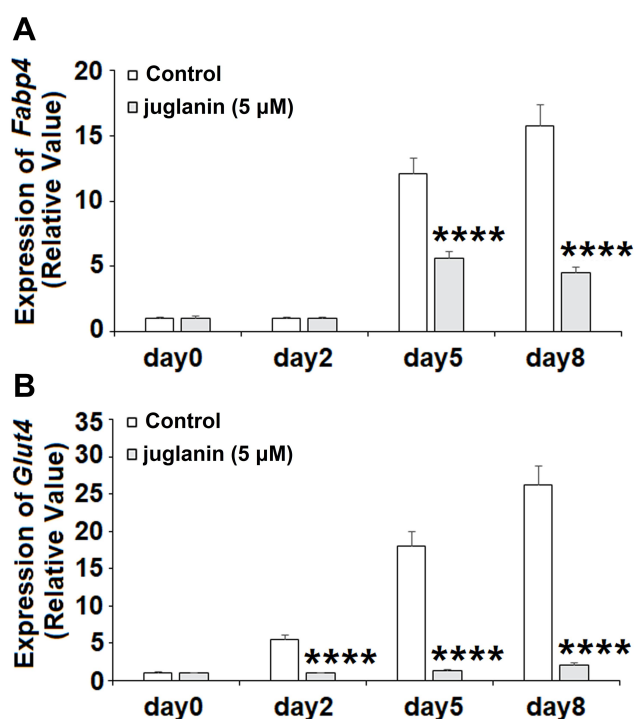 A
Expression of Fabp4
(Relative Value)
20
15
10
5
0
Control
juglanin (5 µM)
****
****
day0 day2 day5 day8
B
Expression of Glut4
(Relative Value)
35
30
25
20
15
10
5
0
Control
juglanin (5 µM)
****
****
****
day0 day2 day5 day8